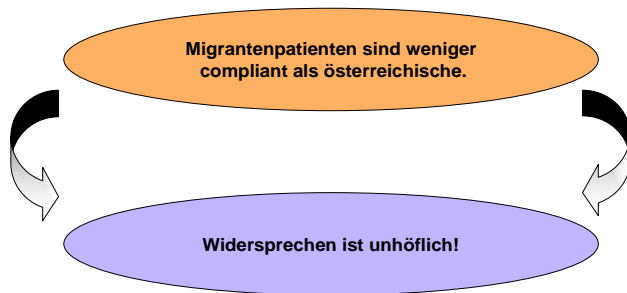 Migrantenpatienten sind weniger
compliant als österreichische.
Widersprechen ist unhöflich!